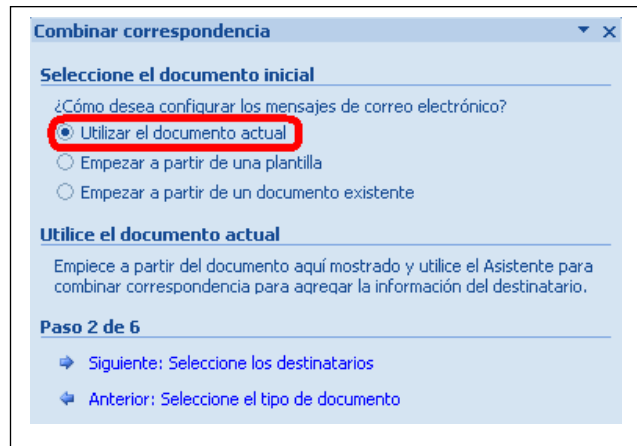 Combinar correspondencia
Seleccione el documento inicial
¿Cómo desea configurar los mensajes de correo electrónico?
Utilizar el documento actual
Empezar a partir de una plantilla
Empezar a partir de un documento existente
Utilice el documento actual
Empiece a partir del documento aquí mostrado y utilice el Asistente para
combinar correspondencia para agregar la información del destinatario.
Paso 2 de 6
Siguiente: Seleccione los destinatarios
Anterior: Seleccione el tipo de documento